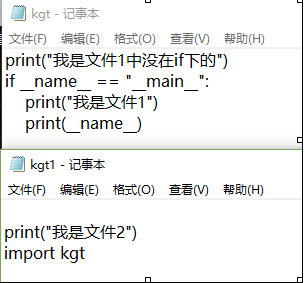 kgt - 记事本
文件(F) 编辑(E) 格式(O) 查看(V) 帮助(H)
print("我是文件1中没在if下的")
if __name__ == "__main__":
    print("我是文件1")
    print(__name__)
kgt1 - 记事本
文件(F) 编辑(E) 格式(O) 查看(V) 帮助(H)
print("我是文件2")
import kgt